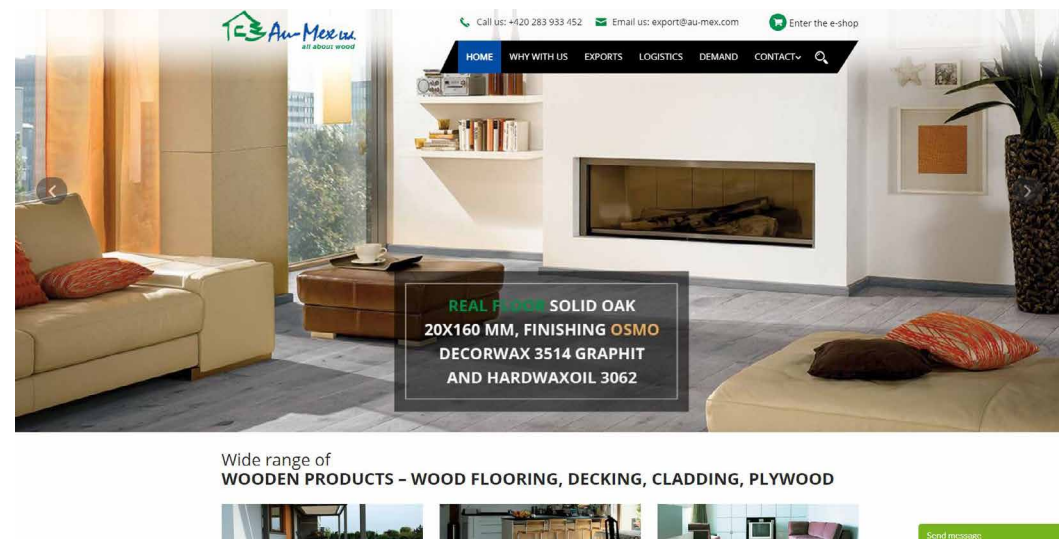 Au-Mex Ltd.
all about wood
Call us: +420 283 933 452
Email us: export@au-mex.com
Enter the e-shop
HOME
WHY WITH US
EXPORTS
LOGISTICS
DEMAND
CONTACT
REAL FLOOR SOLID OAK
20X160 MM, FINISHING OSMO
DECORWAX 3514 GRAPHIT
AND HARDWAXOIL 3062
Wide range of
WOODEN PRODUCTS – WOOD FLOORING, DECKING, CLADDING, PLYWOOD
Send message